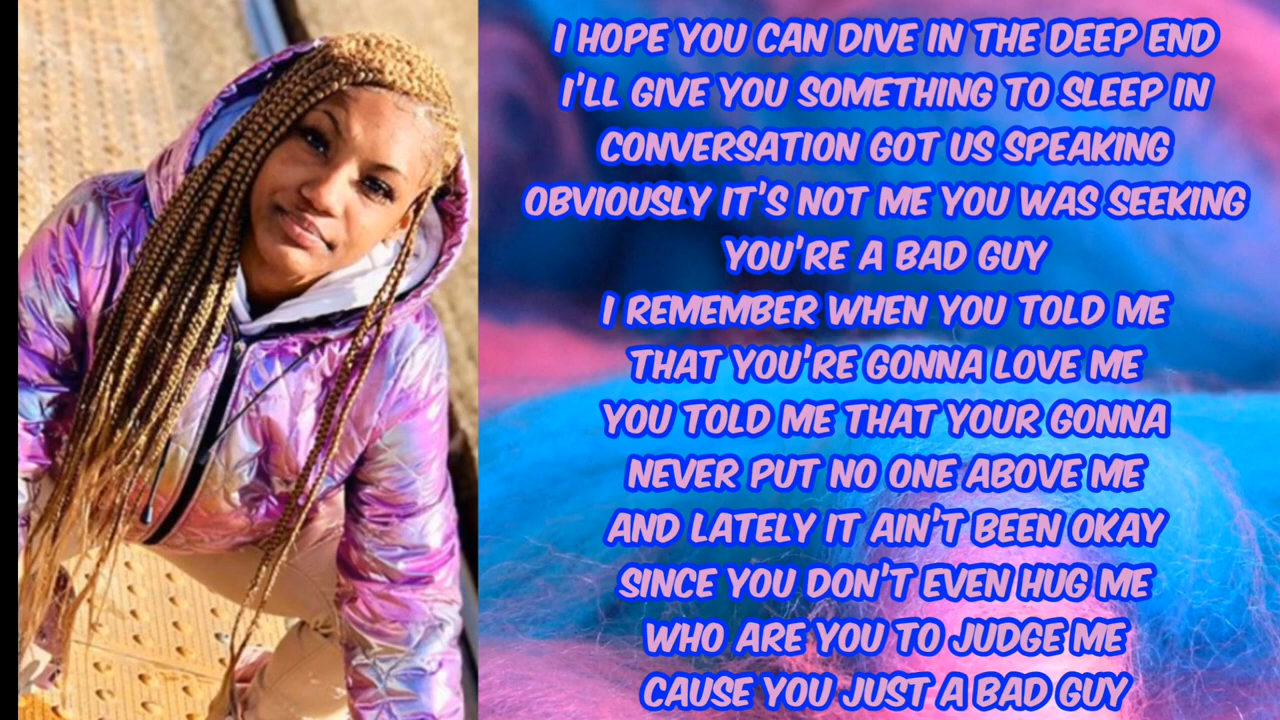 I HOPE YOU CAN DIVE IN THE DEEP END
I'LL GIVE YOU SOMETHING TO SLEEP IN
CONVERSATION GOT US SPEAKING
OBVIOUSLY IT'S NOT ME YOU WAS SEEKING
YOU'RE A BAD GUY
I REMEMBER WHEN YOU TOLD ME
THAT YOU'RE GONNA LOVE ME
YOU TOLD ME THAT YOUR GONNA
NEVER PUT NO ONE ABOVE ME
AND LATELY IT AIN'T BEEN OKAY
SINCE YOU DON'T EVEN HUG ME
WHO ARE YOU TO JUDGE ME
CAUSE YOU JUST A BAD GUY